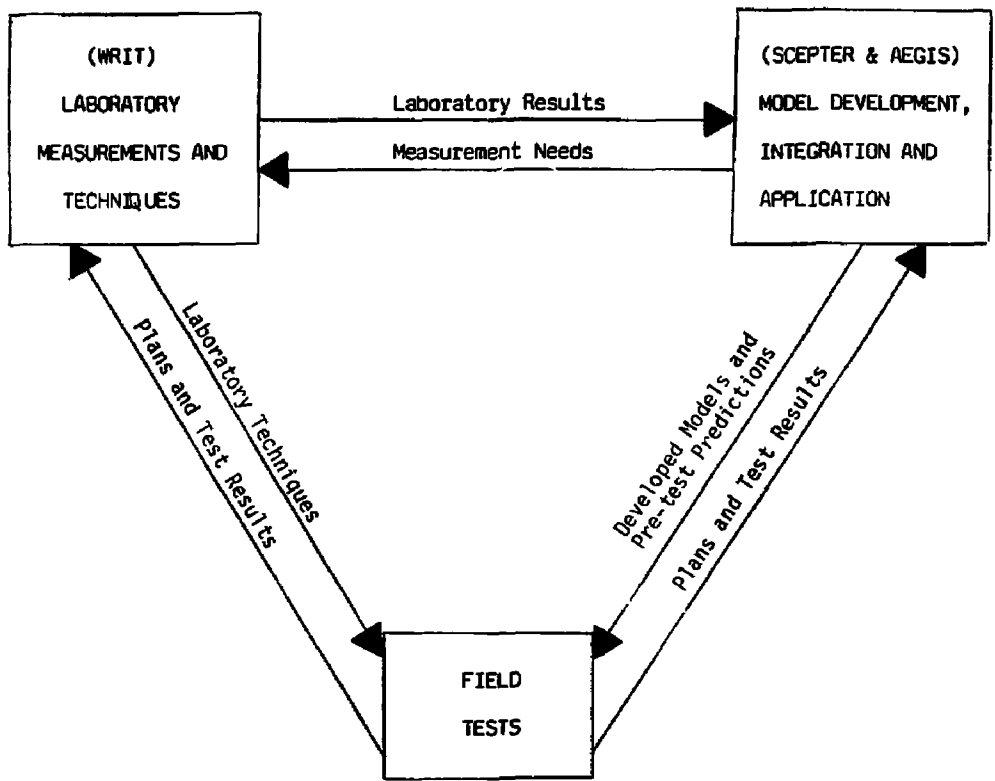 (WRIT)
LABORATORY
MEASUREMENTS AND
TECHNIQUES
(SCEPTER & AEGIS)
MODEL DEVELOPMENT,
INTEGRATION AND
APPLICATION
Laboratory Results
Measurement Needs
Laboratory Techniques
Plans and Test Results
Developed Models and
Pre-test Predictions
Plans and Test Results
FIELD
TESTS